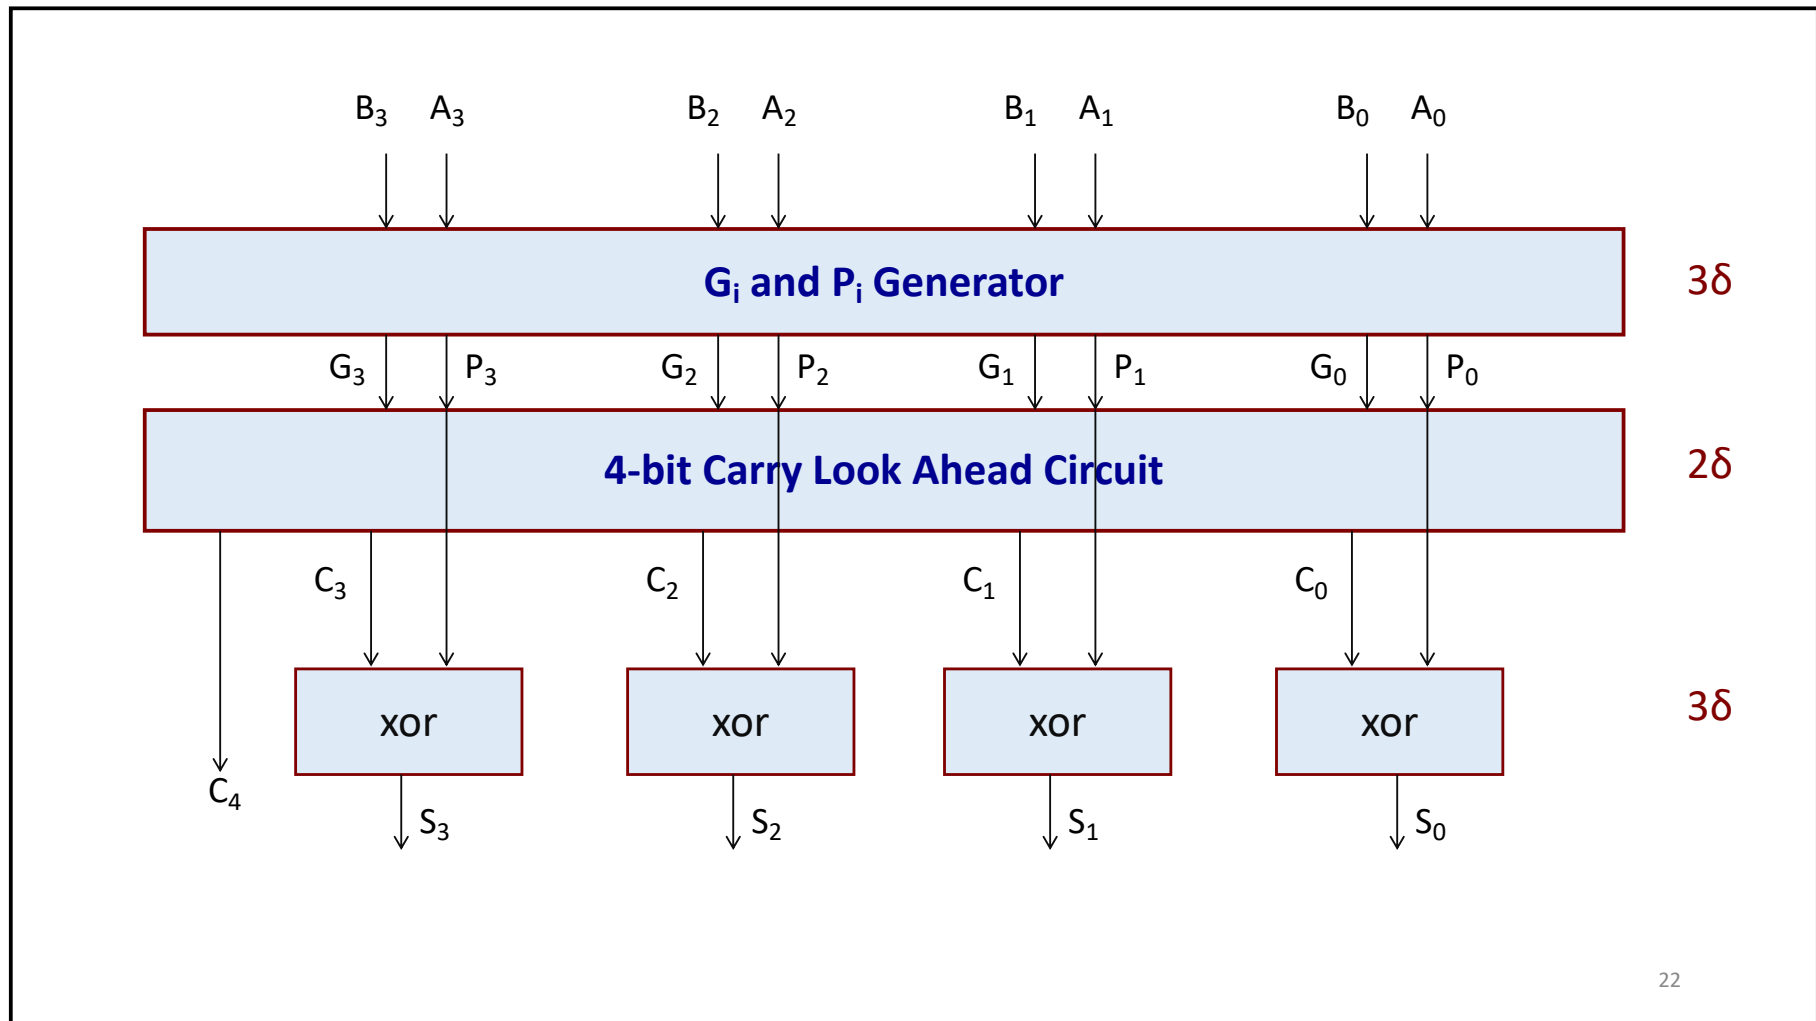 B₃ A₃ B₂ A₂ B₁ A₁ B₀ A₀
Gᵢ and Pᵢ Generator 3δ
G₃ P₃ G₂ P₂ G₁ P₁ G₀ P₀
4-bit Carry Look Ahead Circuit 2δ
C₃ C₂ C₁ C₀
xor xor xor xor 3δ
C₄
S₃ S₂ S₁ S₀
22